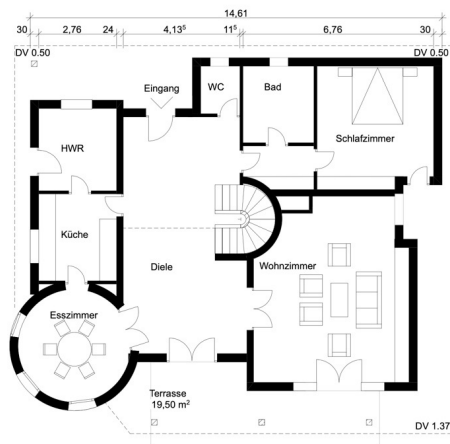 14,61
30 2,76 24 4,13⁵ 11⁵ 6,76 30
DV 0.50 DV 0.50
Eingang
WC
Bad
Schlafzimmer
HWR
Küche
Diele
Wohnzimmer
Esszimmer
Terrasse
19,50 m²
DV 1.37